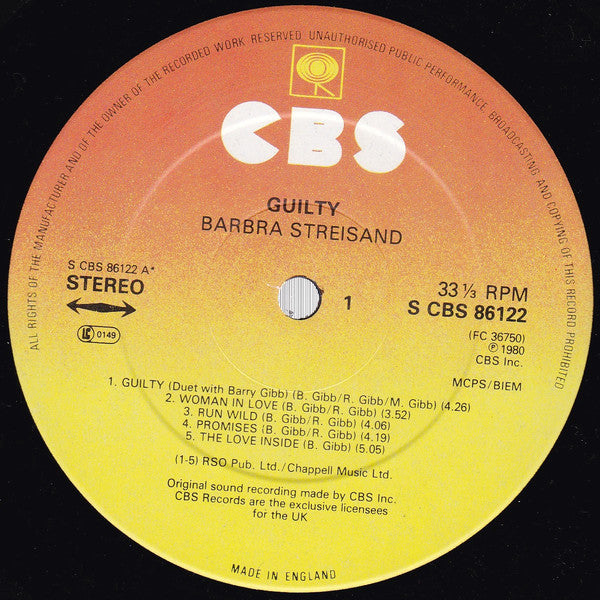 ALL RIGHTS OF THE MANUFACTURER AND OF THE OWNER OF THE RECORDED WORK RESERVED UNAUTHORISED PUBLIC PERFORMANCE BROADCASTING AND COPYING OF THIS RECORD PROHIBITED
CBS
GUILTY
BARBRA STREISAND
S CBS 86122 A*
STEREO
LC 0149
1
33 ⅓ RPM
S CBS 86122
(FC 36750)
℗ 1980
CBS Inc.
MCPS/BIEM
1. GUILTY (Duet with Barry Gibb) (B. Gibb/R. Gibb/M. Gibb) (4.26)
2. WOMAN IN LOVE (B. Gibb/R. Gibb) (3.52)
3. RUN WILD (B. Gibb/R. Gibb) (4.06)
4. PROMISES (B. Gibb/R. Gibb) (4.19)
5. THE LOVE INSIDE (B. Gibb) (5.05)
(1-5) RSO Pub. Ltd./Chappell Music Ltd.
Original sound recording made by CBS Inc.
CBS Records are the exclusive licensees
for the UK
MADE IN ENGLAND